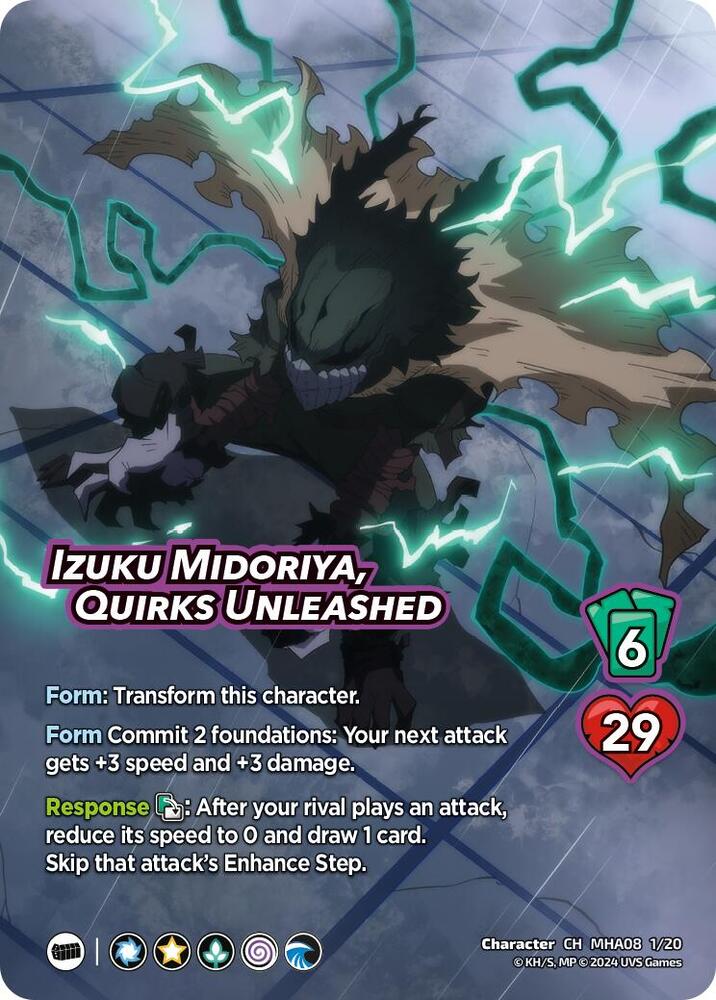 IZUKU MIDORIYA,
QUIRKS UNLEASHED
6
29
Form: Transform this character.
Form Commit 2 foundations: Your next attack
gets +3 speed and +3 damage.
Response : After your rival plays an attack,
reduce its speed to 0 and draw 1 card.
Skip that attack's Enhance Step.
Character CH MHA08 1/20
© KH/S, MP © 2024 UVS Games